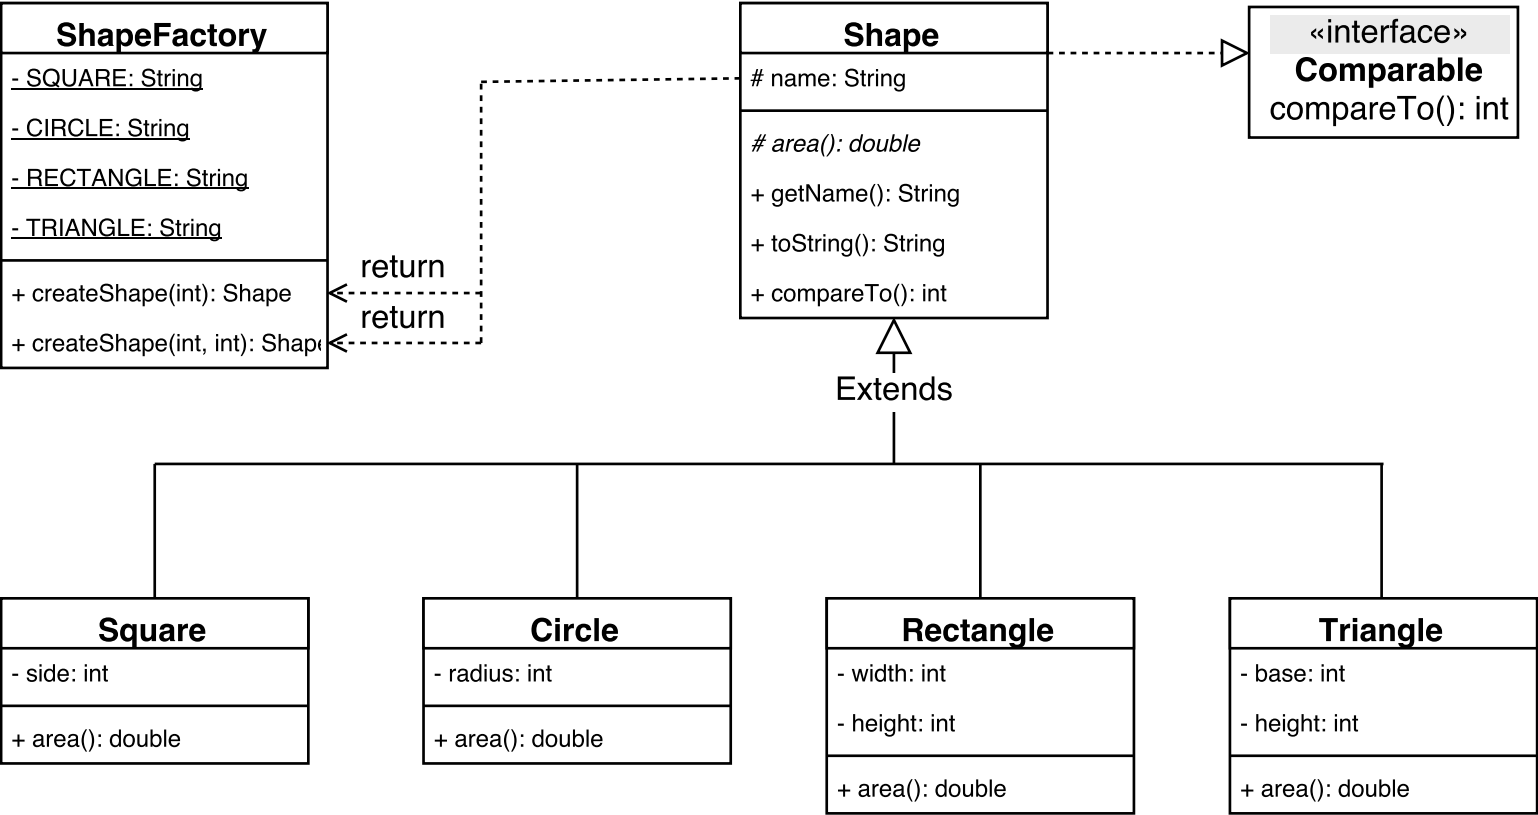 ShapeFactory
- SQUARE: String
- CIRCLE: String
- RECTANGLE: String
- TRIANGLE: String
+ createShape(int): Shape
+ createShape(int, int): Shape
return
return
Shape
# name: String
# area(): double
+ getName(): String
+ toString(): String
+ compareTo(): int
«interface»
Comparable
compareTo(): int
Extends
Square
- side: int
+ area(): double
Circle
- radius: int
+ area(): double
Rectangle
- width: int
- height: int
+ area(): double
Triangle
- base: int
- height: int
+ area(): double